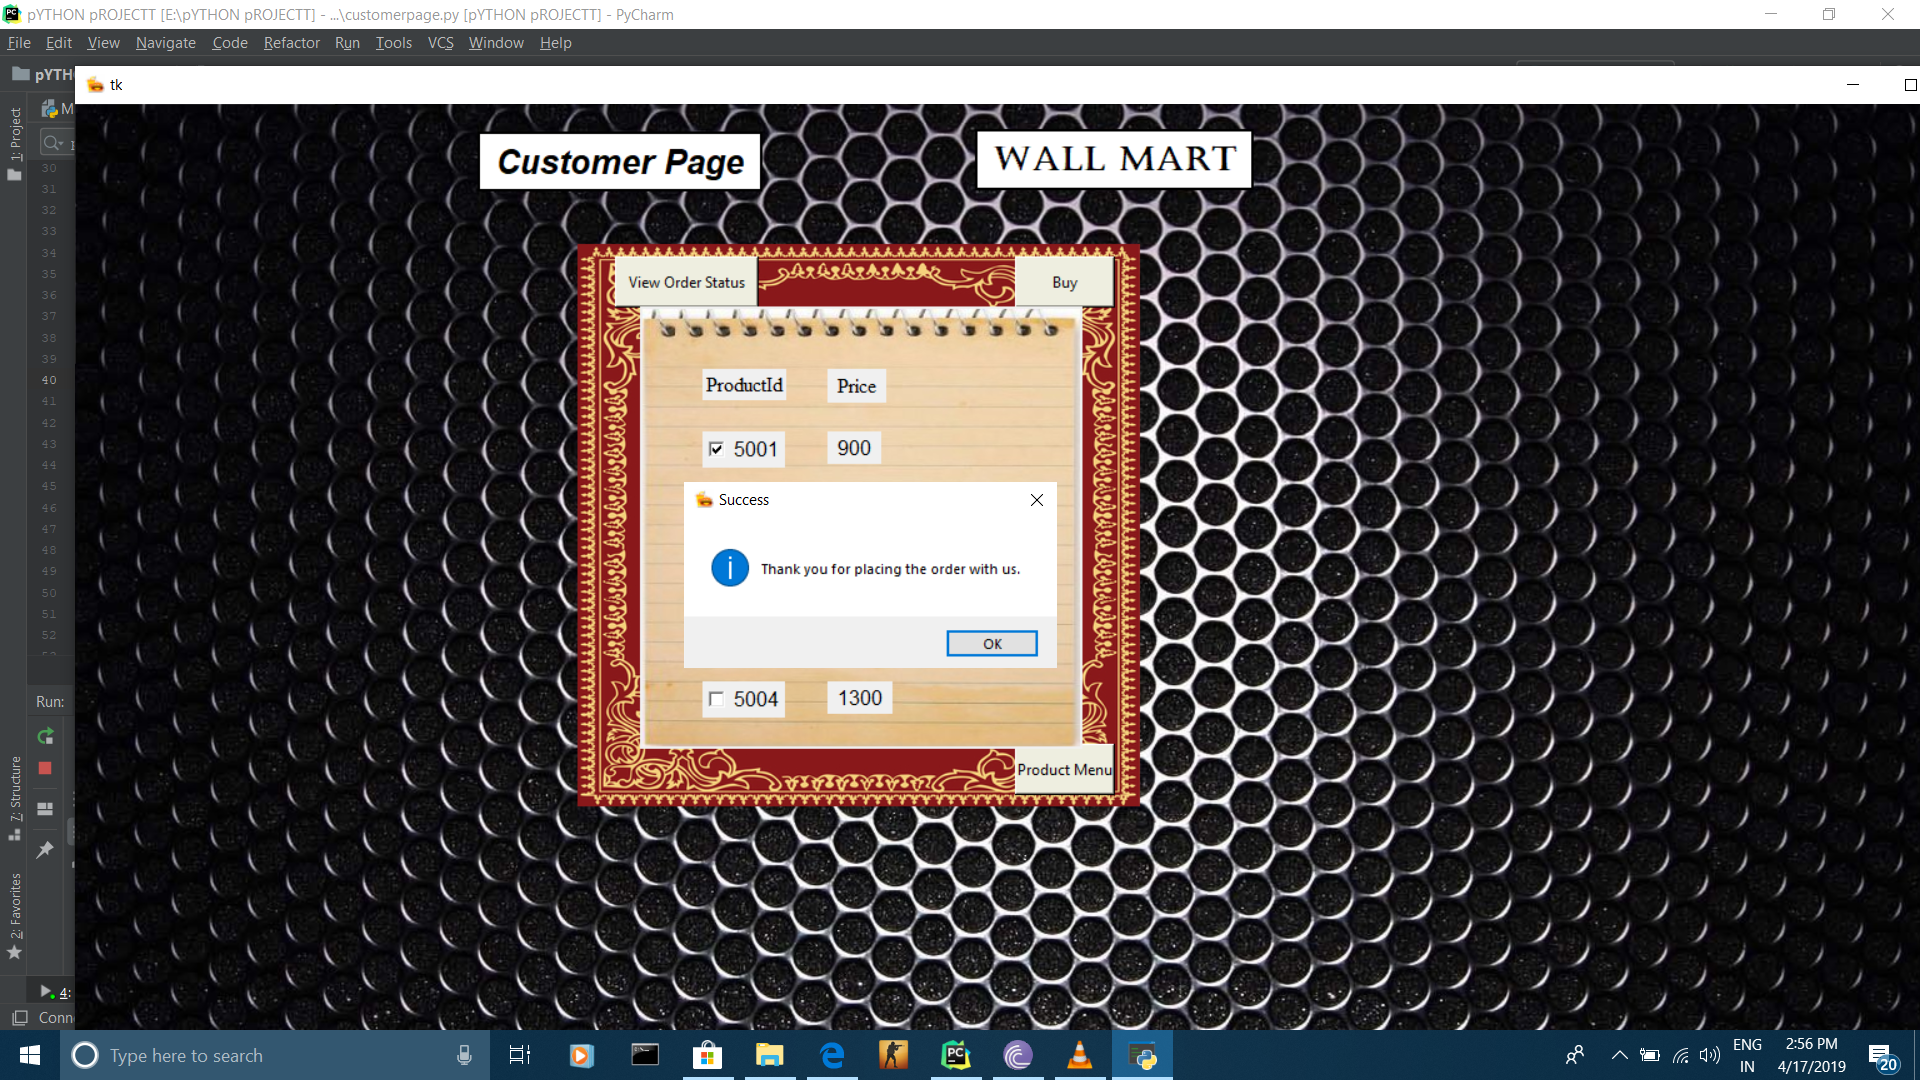 pYTHON pROJECTT [E:\pYTHON pROJECTT] - ...\customerpage.py [pYTHON pROJECTT] - PyCharm
File Edit View Navigate Code Refactor Run Tools VCS Window Help
pYTH
tk
M
1: Project
Customer Page
WALL MART
30
31
32
33
34
35
36
37
38
39
40
41
42
43
44
45
46
47
48
49
50
51
52
View Order Status
Buy
ProductId Price
5001 900
Success
Thank you for placing the order with us.
OK
5004 1300
Product Menu
Run:
7: Structure
2: Favorites
4:
Conn
Type here to search
ENG
IN
2:56 PM
4/17/2019
20